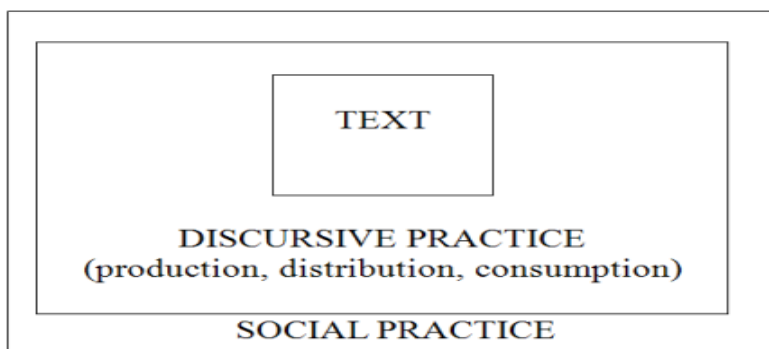 TEXT
DISCURSIVE PRACTICE
(production, distribution, consumption)
SOCIAL PRACTICE